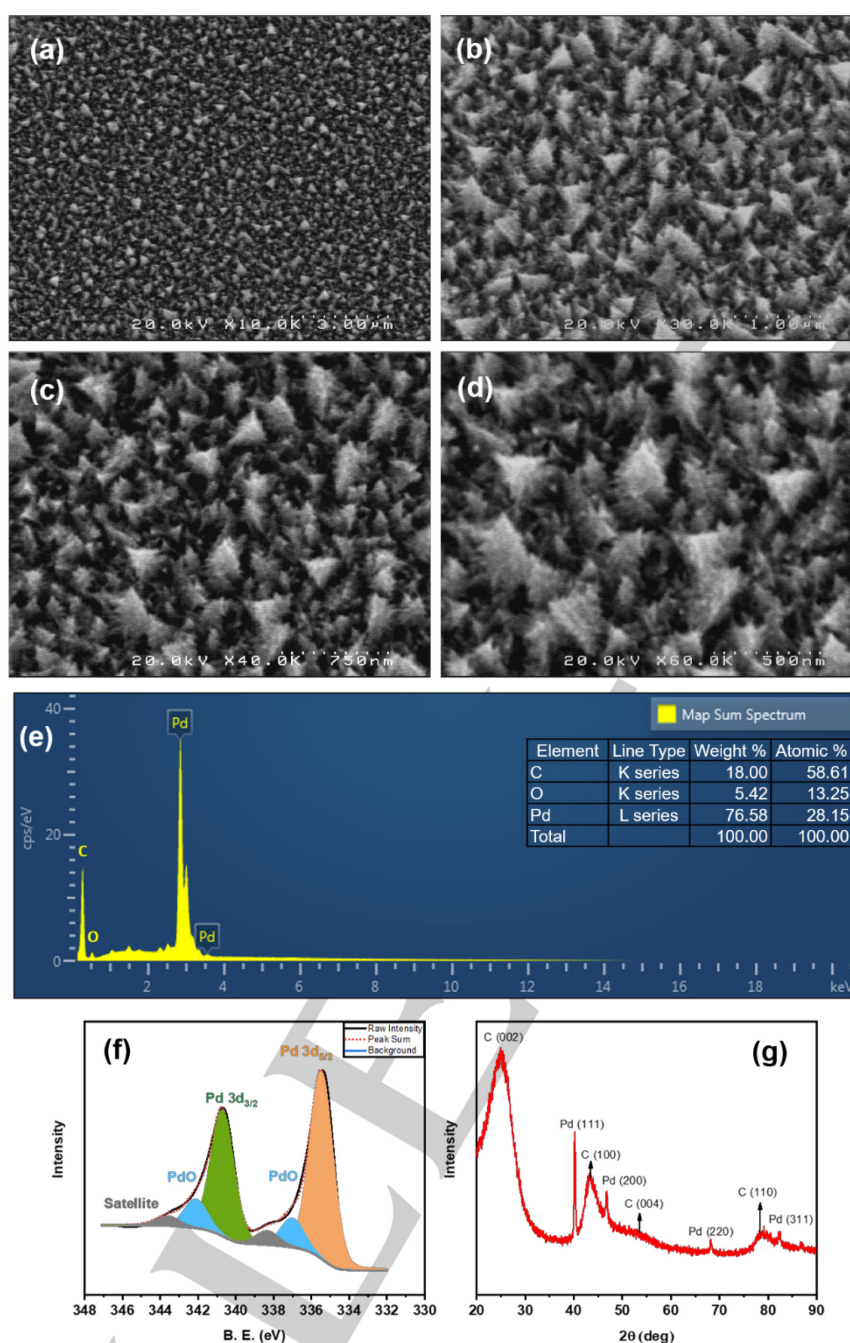 (a)
20.0kV X10.0K 3.00μm
(b)
20.0kV X30.0K 1.00μm
(c)
20.0kV X40.0K 750nm
(d)
20.0kV X60.0K 500nm
(e)
Map Sum Spectrum
40
20
0
cps/eV
C
O
Pd
Pd
2 4 6 8 10 12 14 16 18 keV
Element Line Type Weight % Atomic %
C K series 18.00 58.61
O K series 5.42 13.25
Pd L series 76.58 28.15
Total 100.00 100.00
(f)
Raw Intensity
Peak Sum
Background
Pd 3d5/2
Pd 3d3/2
PdO
PdO
Satellite
Intensity
348 346 344 342 340 338 336 334 332 330
B. E. (eV)
(g)
C (002)
Pd (111)
C (100)
Pd (200)
C (004)
Pd (220)
C (110)
Pd (311)
Intensity
20 30 40 50 60 70 80 90
2θ (deg)